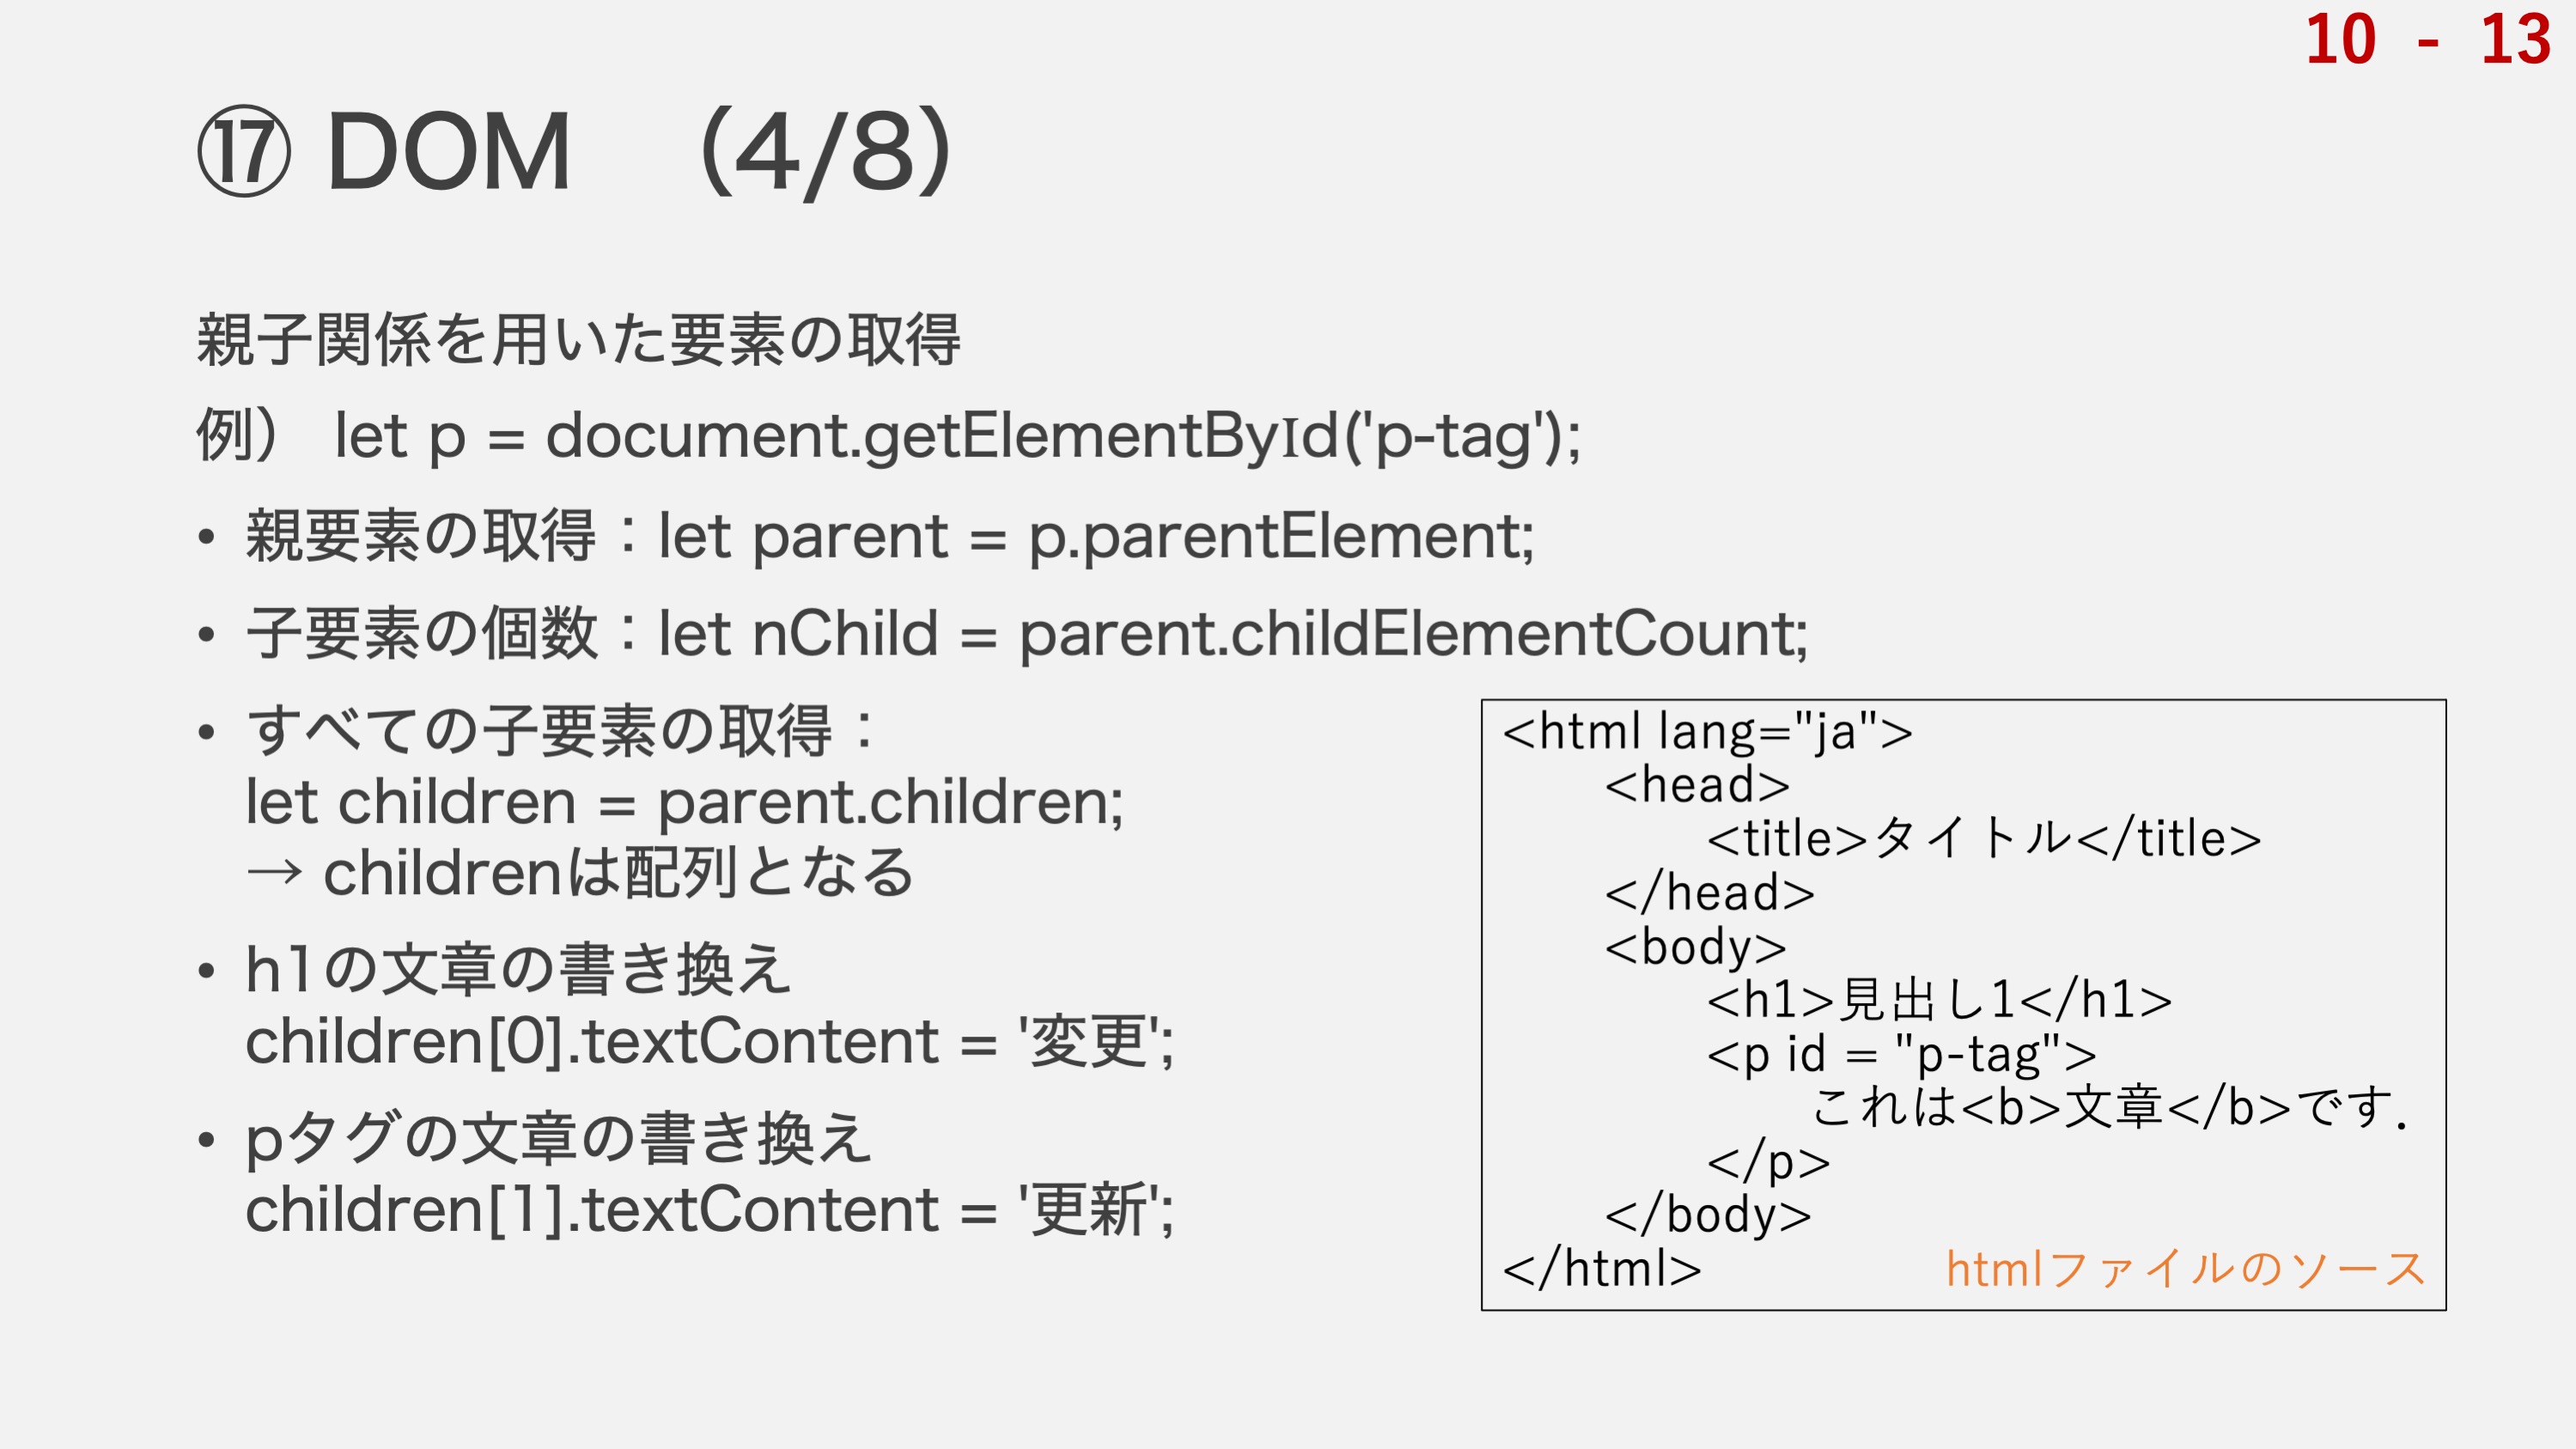 10 - 13
⑰ DOM　（4/8）
親子関係を用いた要素の取得
例）　let p = document.getElementById('p-tag');
• 親要素の取得：let parent = p.parentElement;
• 子要素の個数：let nChild = parent.childElementCount;
• すべての子要素の取得：
let children = parent.children;
→ childrenは配列となる
• h1の文章の書き換え
children[0].textContent = '変更';
• pタグの文章の書き換え
children[1].textContent = '更新';
<html lang="ja">
<head>
<title>タイトル</title>
</head>
<body>
<h1>見出し1</h1>
<p id = "p-tag">
これは<b>文章</b>です．
</p>
</body>
</html>
htmlファイルのソース